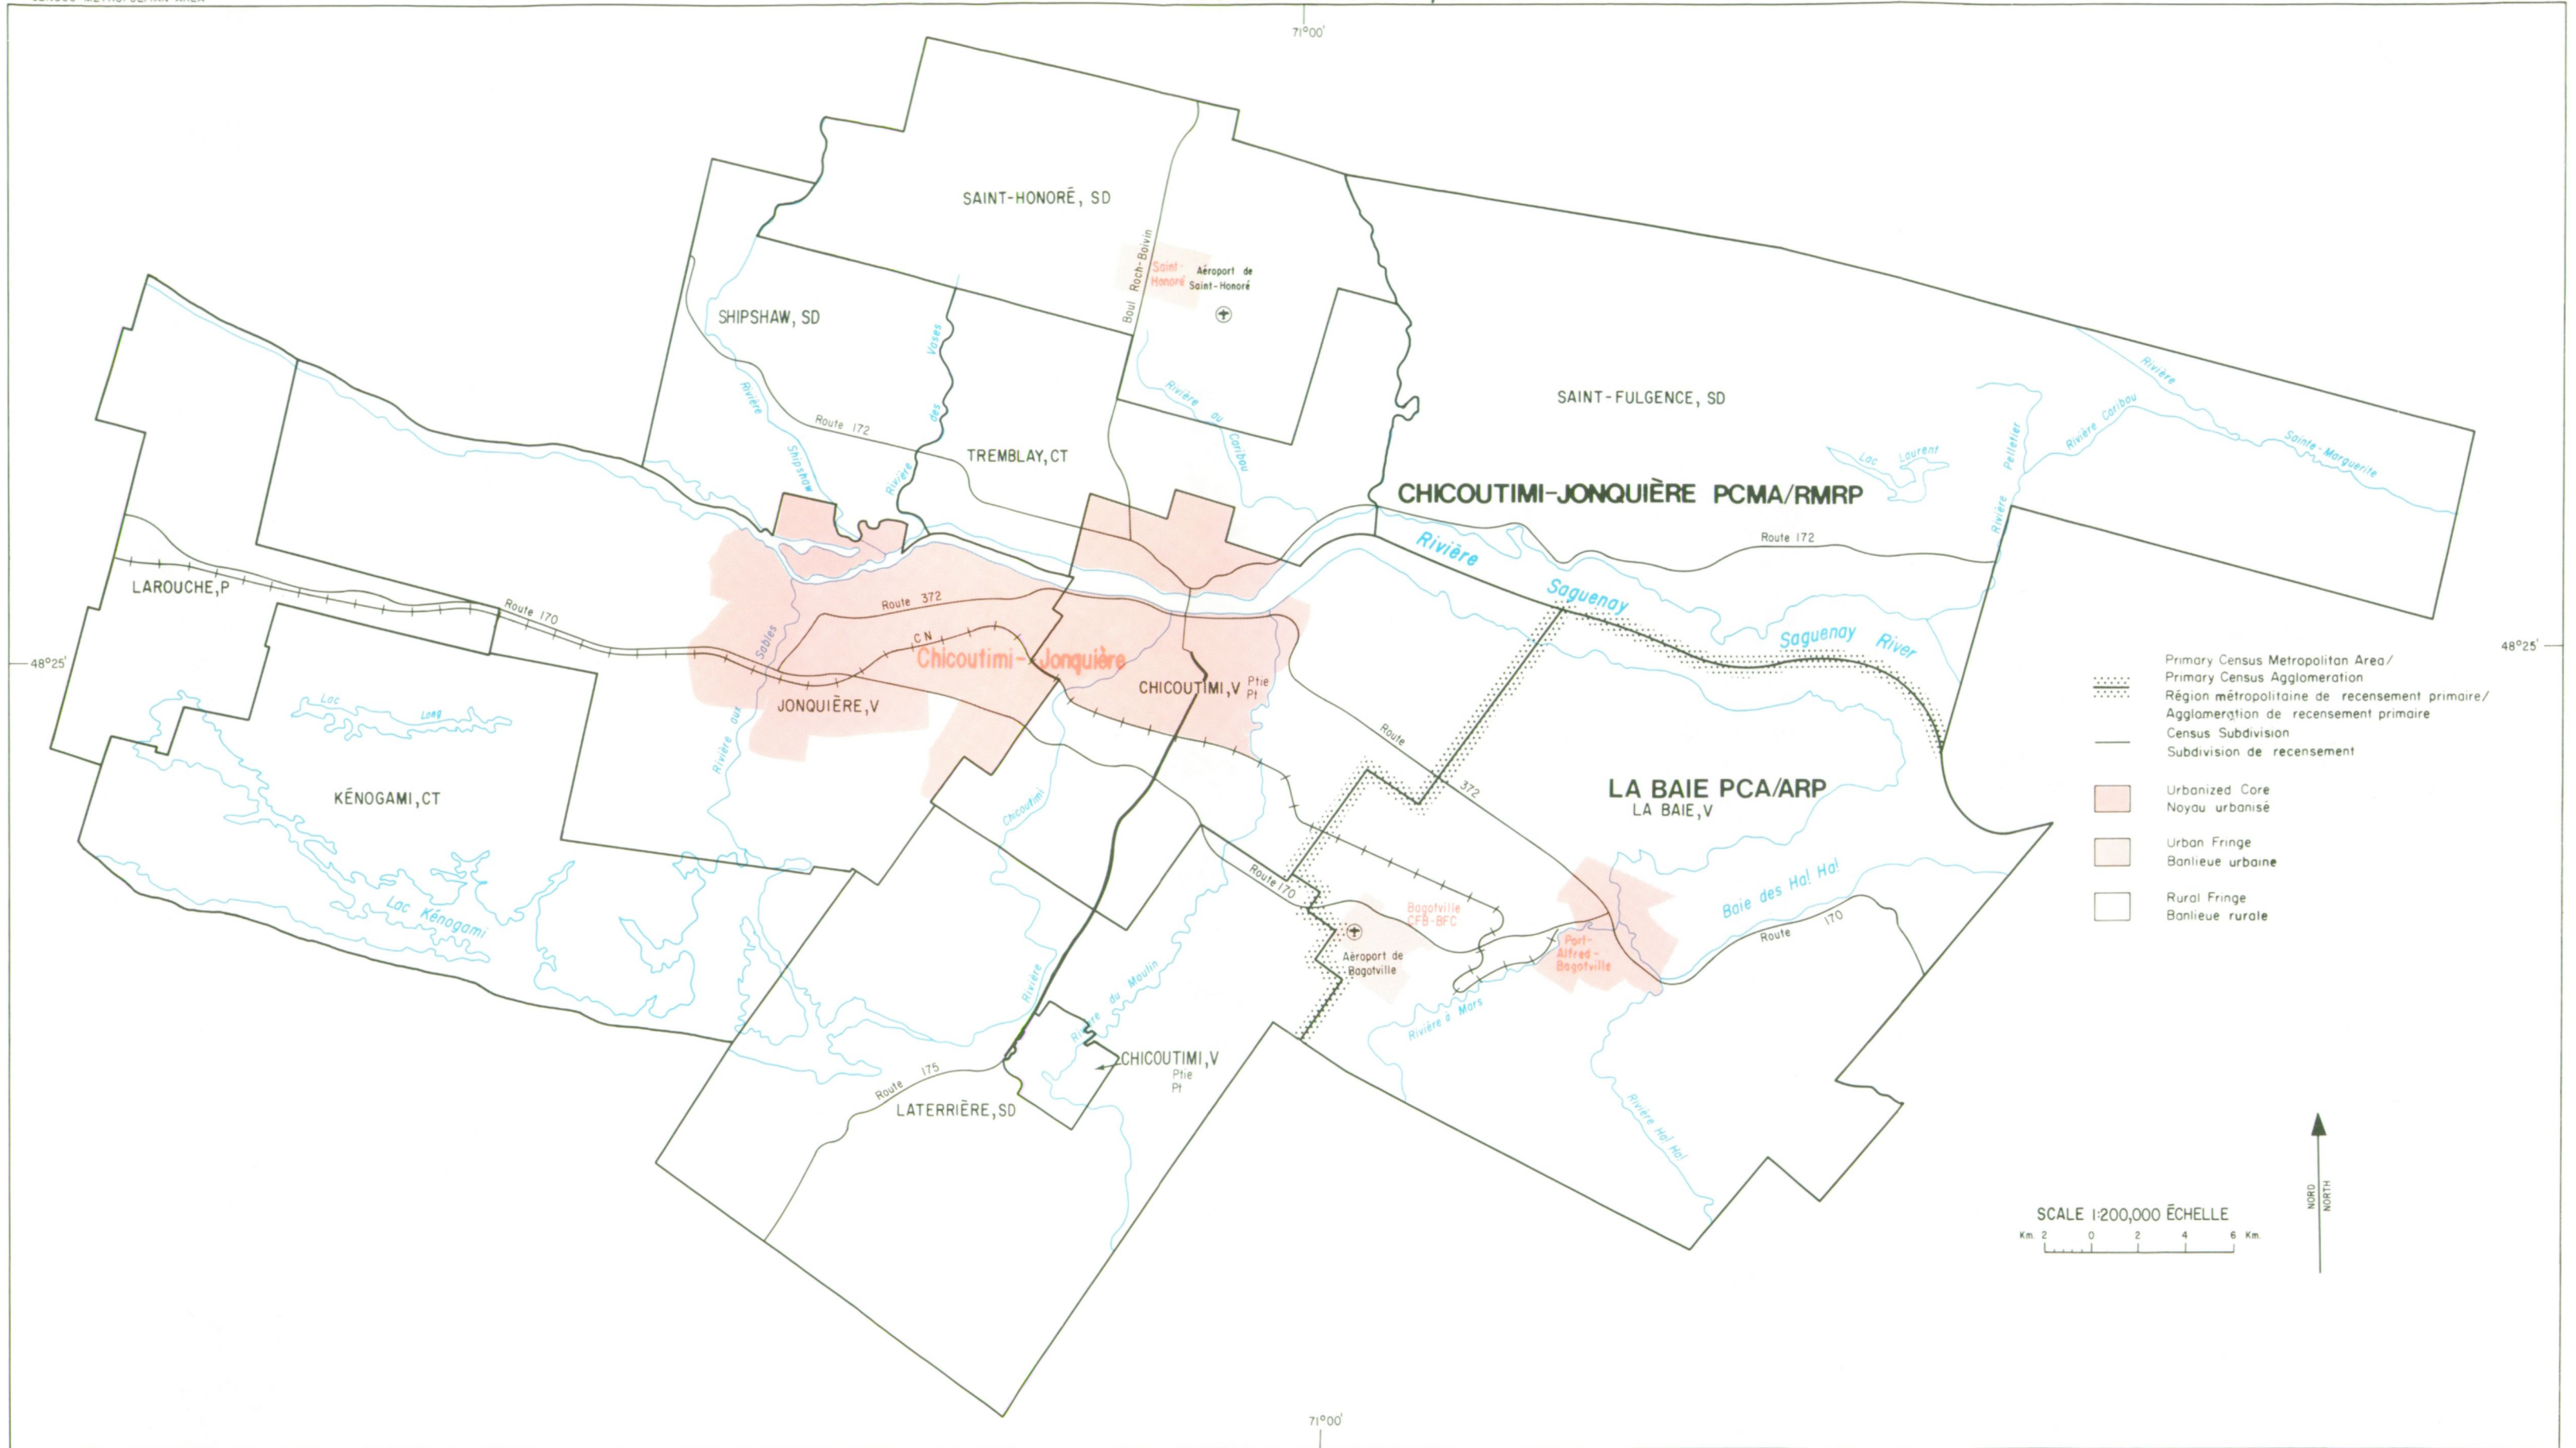 CENSUS METROPOLITAN AREA
71°00'
SAINT-HONORÉ, SD
Boul Roch-Boivin
Saint-
Honoré
Aéroport de
Saint-Honoré
SHIPSHAW, SD
Rivière
Shipshaw
Rivière des Vases
Route 172
TREMBLAY, CT
Rivière au Caribou
SAINT-FULGENCE, SD
Lac Laurent
Rivière Pelletier
Rivière Caribou
Rivière
Sainte-Marguerite
CHICOUTIMI-JONQUIÈRE PCMA/RMRP
Route 172
Rivière Saguenay
Saguenay River
LAROUCHE, P
Route 170
Route 372
CN
Sables
Chicoutimi-Jonquière
48°25'
48°25'
JONQUIÈRE, V
CHICOUTIMI, V Ptie
Pt
Rivière aux
Lac Long
KÉNOGAMI, CT
Lac Kénogami
Chicoutimi
Rivière
Route
372
LA BAIE PCA/ARP
LA BAIE, V
Route 170
Bagotville
CFB-BFC
Aéroport de
Bagotville
Port-
Alfred-
Bagotville
Baie des Ha! Ha!
Route 170
Rivière à Mars
Rivière du Moulin
CHICOUTIMI, V
Ptie
Pt
Route 175
LATERRIÈRE, SD
Rivière Ha! Ha!
Primary Census Metropolitan Area/
Primary Census Agglomeration
Région métropolitaine de recensement primaire/
Agglomeration de recensement primaire
Census Subdivision
Subdivision de recensement
Urbanized Core
Noyau urbanisé
Urban Fringe
Banlieue urbaine
Rural Fringe
Banlieue rurale
NORD
NORTH
SCALE 1:200,000 ÉCHELLE
Km. 2 0 2 4 6 Km.
71°00'